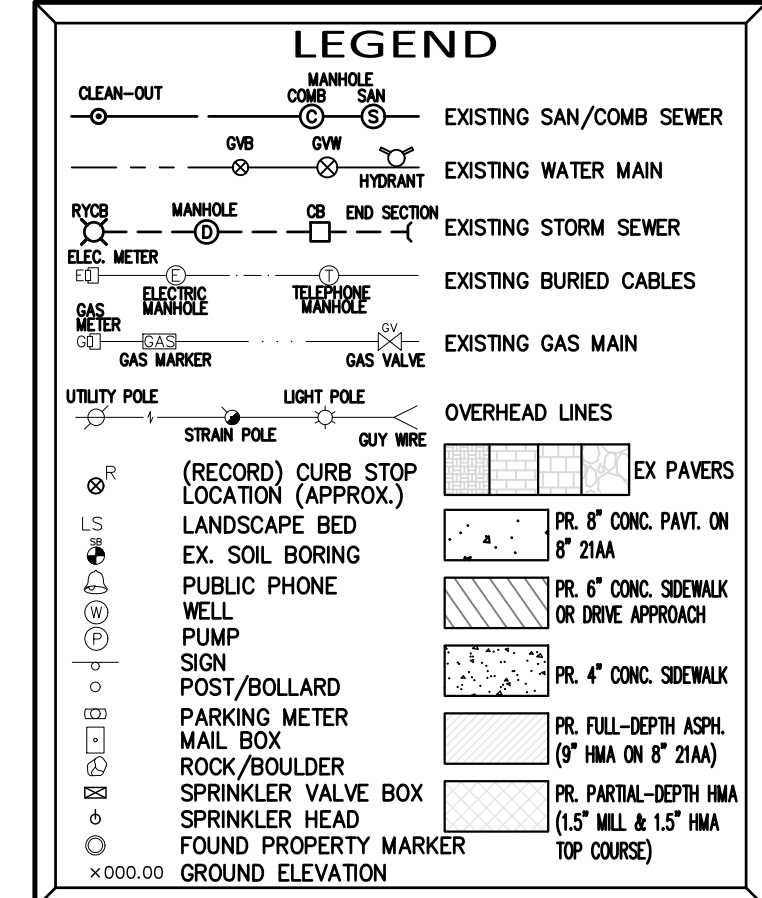 LEGEND
MANHOLE
CLEAN-OUT COMB SAN
C S EXISTING SAN/COMB SEWER
GVB GVW
HYDRANT EXISTING WATER MAIN
RYCB MANHOLE CB END SECTION
D EXISTING STORM SEWER
ELEC. METER
E E T EXISTING BURIED CABLES
ELECTRIC MANHOLE TELEPHONE MANHOLE
GAS METER
G GAS GV EXISTING GAS MAIN
GAS MARKER GAS VALVE
UTILITY POLE LIGHT POLE
OVERHEAD LINES
STRAIN POLE GUY WIRE
R (RECORD) CURB STOP
LOCATION (APPROX.)
LS LANDSCAPE BED
SB EX. SOIL BORING
PUBLIC PHONE
W WELL
P PUMP
SIGN
POST/BOLLARD
PARKING METER
MAIL BOX
ROCK/BOULDER
SPRINKLER VALVE BOX
SPRINKLER HEAD
FOUND PROPERTY MARKER
×000.00 GROUND ELEVATION
EX PAVERS
PR. 8" CONC. PAVT. ON
8" 21AA
PR. 6" CONC. SIDEWALK
OR DRIVE APPROACH
PR. 4" CONC. SIDEWALK
PR. FULL-DEPTH ASPH.
(9" HMA ON 8" 21AA)
PR. PARTIAL-DEPTH HMA
(1.5" MILL & 1.5" HMA
TOP COURSE)